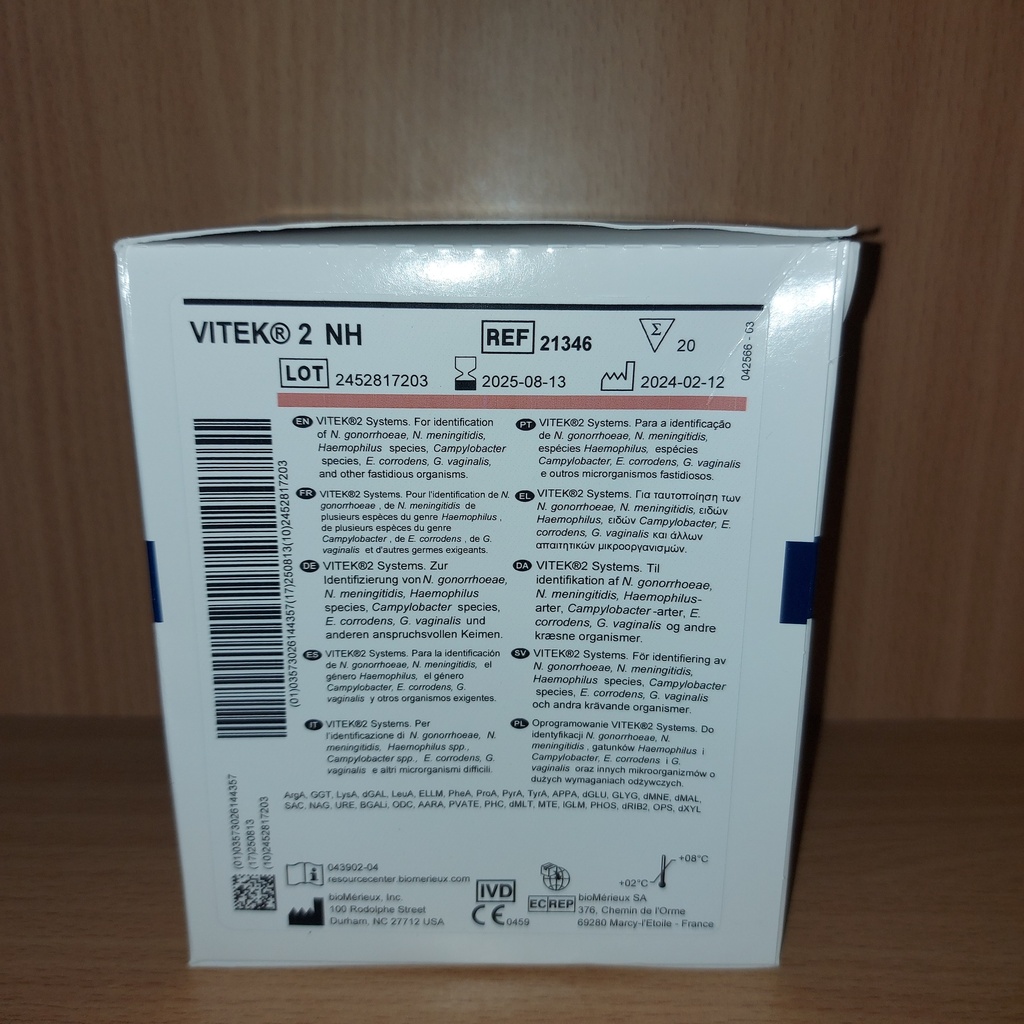 VITEK® 2 NH
REF 21346
Σ 20
042566 - 03
LOT 2452817203
2025-08-13
2024-02-12
(01)03573026144357(17)250813(10)2452817203
EN VITEK®2 Systems. For identification
of N. gonorrhoeae, N. meningitidis,
Haemophilus species, Campylobacter
species, E. corrodens, G. vaginalis,
and other fastidious organisms.
FR VITEK®2 Systems. Pour l'identification de N.
gonorrhoeae , de N. meningitidis de
plusieurs espèces du genre Haemophilus ,
de plusieurs espèces du genre
Campylobacter , de E. corrodens , de G.
vaginalis et d'autres germes exigeants.
DE VITEK®2 Systems. Zur
Identifizierung von N. gonorrhoeae,
N. meningitidis, Haemophilus
species, Campylobacter species,
E. corrodens, G. vaginalis und
anderen anspruchsvollen Keimen.
ES VITEK®2 Systems. Para la identificación
de N. gonorrhoeae, N. meningitidis, el
género Haemophilus, el género
Campylobacter, E. corrodens, G.
vaginalis y otros organismos exigentes.
IT VITEK®2 Systems. Per
l'identificazione di N. gonorrhoeae, N.
meningitidis, Haemophilus spp.,
Campylobacter spp., E. corrodens, G.
vaginalis e altri microrganismi difficili.
PT VITEK®2 Systems. Para a identificação
de N. gonorrhoeae, N. meningitidis,
espécies Haemophilus, espécies
Campylobacter, E. corrodens, G. vaginalis
e outros microrganismos fastidiosos.
EL VITEK®2 Systems. Για ταυτοποίηση των
N. gonorrhoeae, N. meningitidis, ειδών
Haemophilus, ειδών Campylobacter, E.
corrodens, G. vaginalis και άλλων
απαιτητικών μικροοργανισμών.
DA VITEK®2 Systems. Til
identifikation af N. gonorrhoeae,
N. meningitidis, Haemophilus-
arter, Campylobacter-arter, E.
corrodens, G. vaginalis og andre
kræsne organismer.
SV VITEK®2 Systems. För identifiering av
N. gonorrhoeae, N. meningitidis,
Haemophilus species, Campylobacter
species, E. corrodens, G. vaginalis
och andra krävande organismer.
PL Oprogramowanie VITEK®2 Systems. Do
identyfikacji N. gonorrhoeae, N.
meningitidis , gatunków Haemophilus i
Campylobacter, E. corrodens i G.
vaginalis oraz innych mikroorganizmów o
dużych wymaganiach odżywczych.
ArgA, GGT, LysA, dGAL, LeuA, ELLM, PheA, ProA, PyrA, TyrA, APPA, dGLU, GLYG, dMNE, dMAL,
SAC, NAG, URE, BGALi, ODC, AARA, PVATE, PHC, dMLT, MTE, IGLM, PHOS, dRIB2, OPS, dXYL
(01)03573026144357
(17)250813
(10)2452817203
i 043902-04
resourcecenter.biomerieux.com
bioMérieux, Inc.
100 Rodolphe Street
Durham, NC 27712 USA
IVD
CE 0459
EC REP
bioMérieux SA
376, Chemin de l'Orme
69280 Marcy-l'Etoile - France
+02°C
+08°C